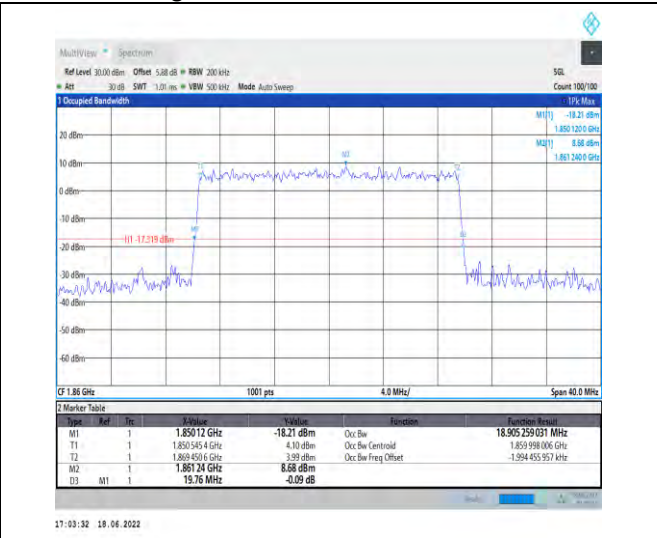 MultiView Spectrum
Ref Level 30.00 dBm Offset 5.88 dB RBW 200 kHz SGL
Att 30 dB SWT 1.01 ms VBW 500 kHz Mode Auto Sweep Count 100/100
1 Occupied Bandwidth 1Pk Max
M1[1] -18.21 dBm
1.850 120 0 GHz
20 dBm
M2[1] 8.68 dBm
1.861 240 0 GHz
M2
10 dBm
T1 T2
0 dBm
-10 dBm
M1
H1 -17.319 dBm
-20 dBm
-30 dBm
-40 dBm
-50 dBm
-60 dBm
CF 1.86 GHz 1001 pts 4.0 MHz/ Span 40.0 MHz
2 Marker Table
Type Ref Trc X-Value Y-Value Function Function Result
M1 1 1.85012 GHz -18.21 dBm Occ Bw 18.905 259 031 MHz
T1 1 1.850 545 4 GHz 4.10 dBm Occ Bw Centroid 1.859 998 006 GHz
T2 1 1.869 450 6 GHz 3.99 dBm Occ Bw Freq Offset -1.994 455 957 kHz
M2 1 1.861 24 GHz 8.68 dBm
D3 M1 1 19.76 MHz -0.09 dB
17:03:32 18.06.2022